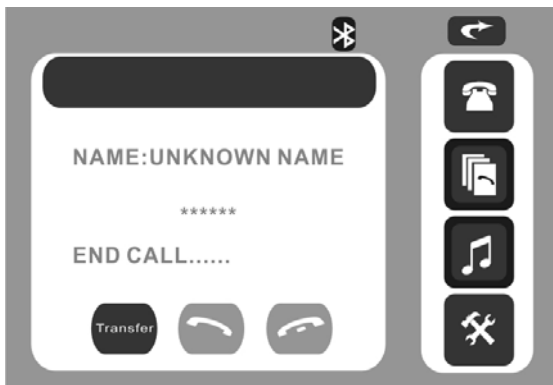 NAME:UNKNOWN NAME
******
END CALL......
Transfer